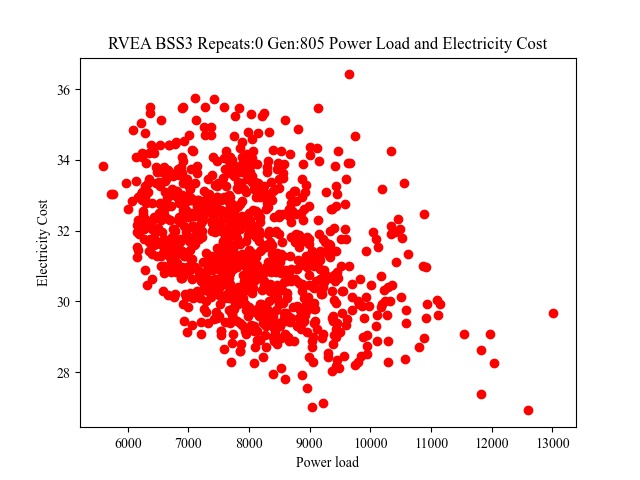 RVEA BSS3 Repeats:0 Gen:805 Power Load and Electricity Cost
36
34
32
30
28
Electricity Cost
6000 7000 8000 9000 10000 11000 12000 13000
Power load